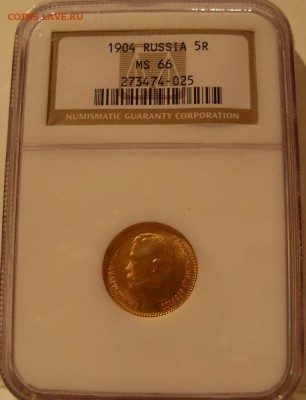 COINS.LAVE.RU
1904 RUSSIA 5R
MS 66
273474-025
NUMISMATIC GUARANTY CORPORATION